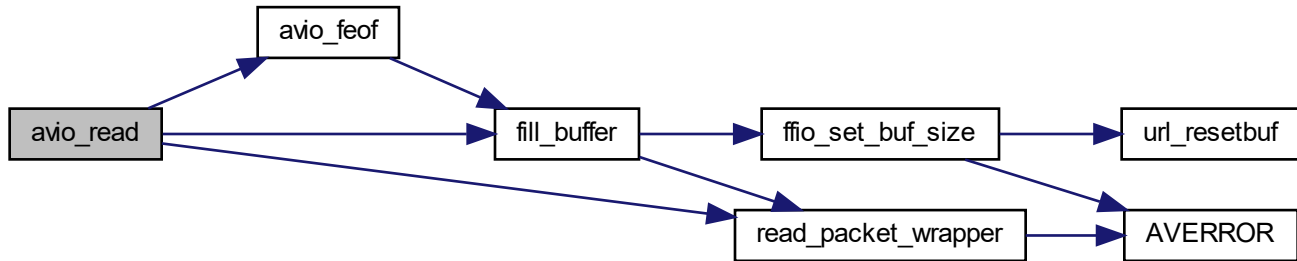 avio_feof
avio_read
fill_buffer
ffio_set_buf_size
url_resetbuf
read_packet_wrapper
AVERROR